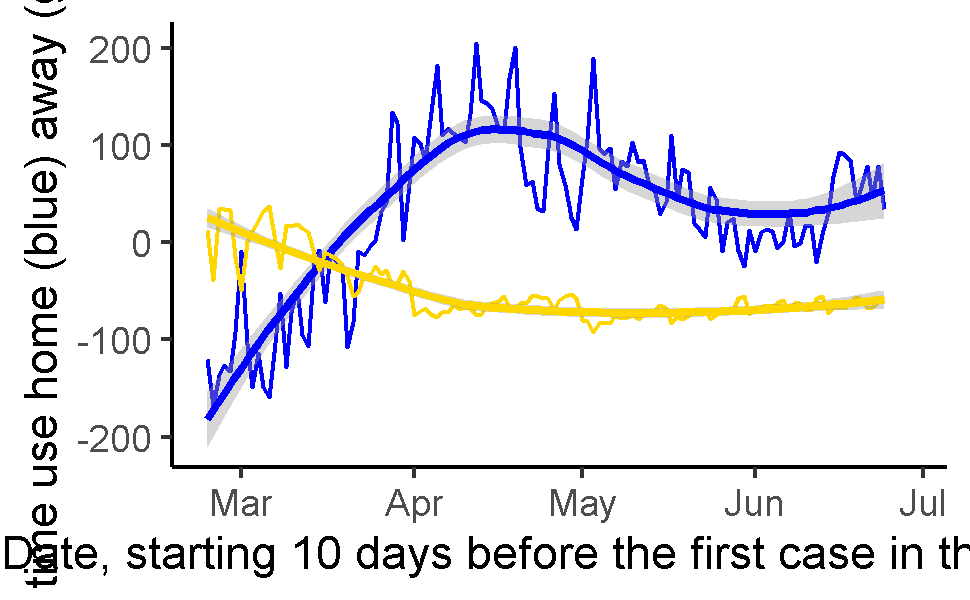 time use home (blue) away (
200
100
0
-100
-200
Mar Apr May Jun Jul
Date, starting 10 days before the first case in th